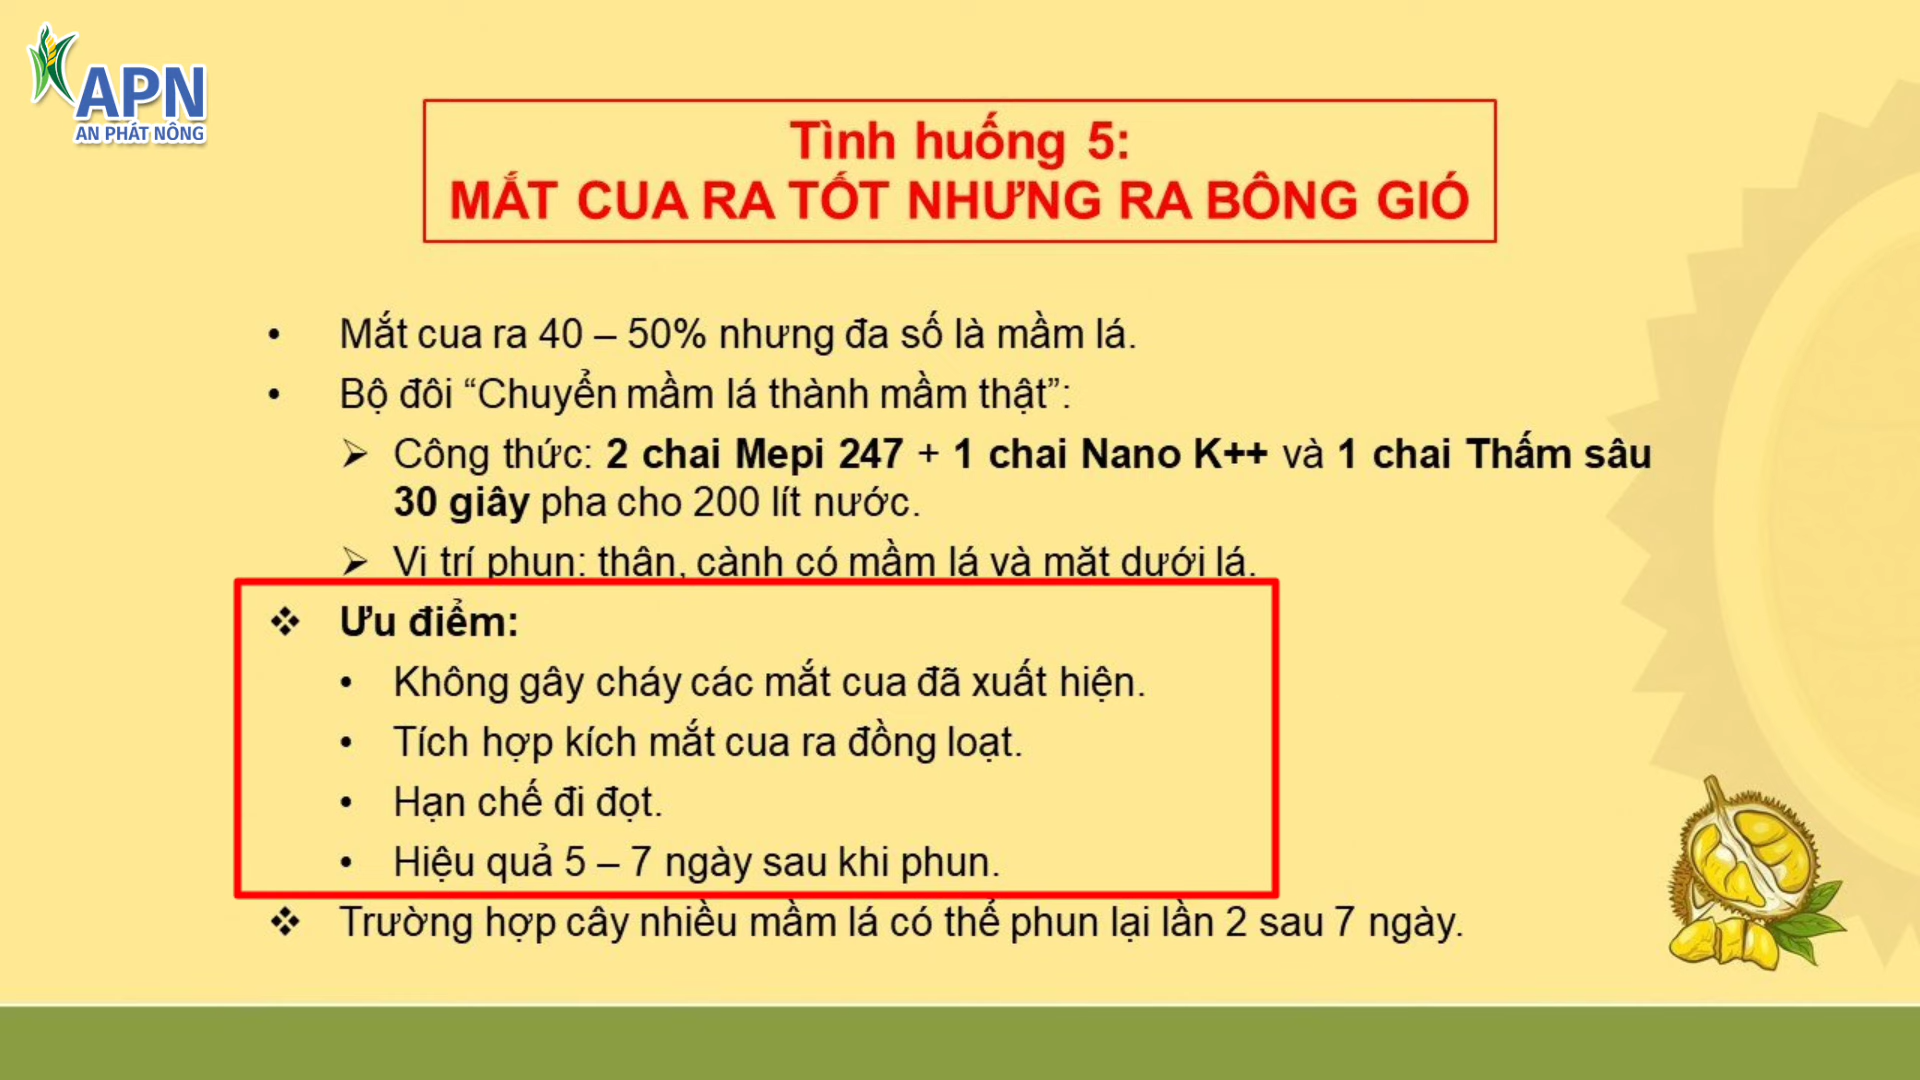 APN
AN PHÁT NÔNG
Tình huống 5:
MẮT CUA RA TỐT NHƯNG RA BÔNG GIÓ
• Mắt cua ra 40 – 50% nhưng đa số là mầm lá.
• Bộ đôi “Chuyển mầm lá thành mầm thật”:
➢ Công thức: 2 chai Mepi 247 + 1 chai Nano K++ và 1 chai Thấm sâu
30 giây pha cho 200 lít nước.
➢ Vị trí phun: thân, cành có mầm lá và mặt dưới lá.
❖ Ưu điểm:
• Không gây cháy các mắt cua đã xuất hiện.
• Tích hợp kích mắt cua ra đồng loạt.
• Hạn chế đi đọt.
• Hiệu quả 5 – 7 ngày sau khi phun.
❖ Trường hợp cây nhiều mầm lá có thể phun lại lần 2 sau 7 ngày.